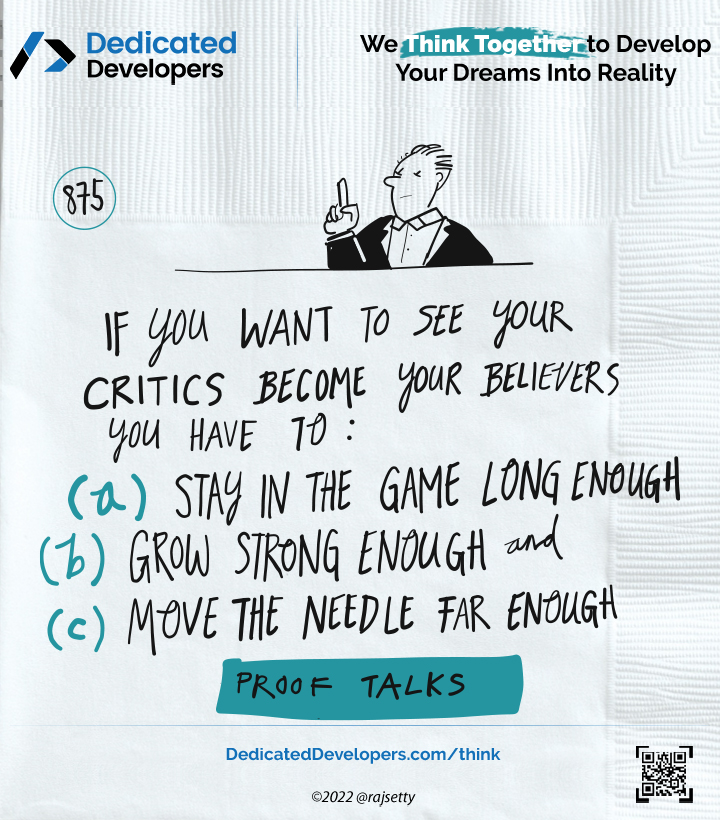 Dedicated
Developers
We Think Together to Develop
Your Dreams Into Reality
875
IF YOU WANT TO SEE YOUR
CRITICS BECOME YOUR BELIEVERS
YOU HAVE TO :
(a) STAY IN THE GAME LONG ENOUGH
(b) GROW STRONG ENOUGH and
(c) MOVE THE NEEDLE FAR ENOUGH
PROOF TALKS
DedicatedDevelopers.com/think
©2022 @rajsetty